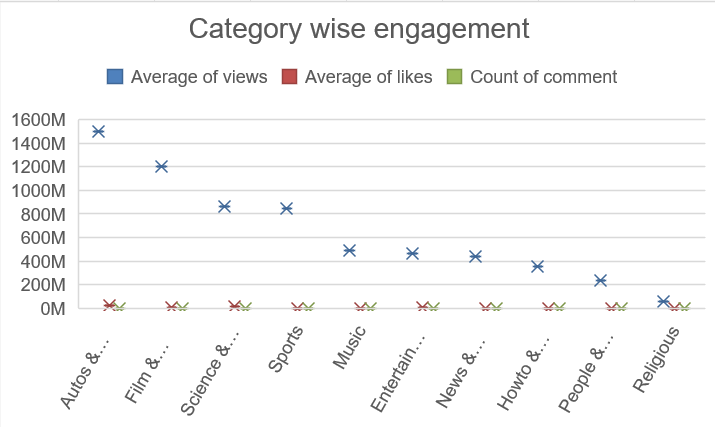 Category wise engagement
Average of views Average of likes Count of comment
1600M
1400M
1200M
1000M
800M
600M
400M
200M
0M
Autos &...
Film &...
Science &...
Sports
Music
Entertain...
News &...
Howto &...
People &...
Religious